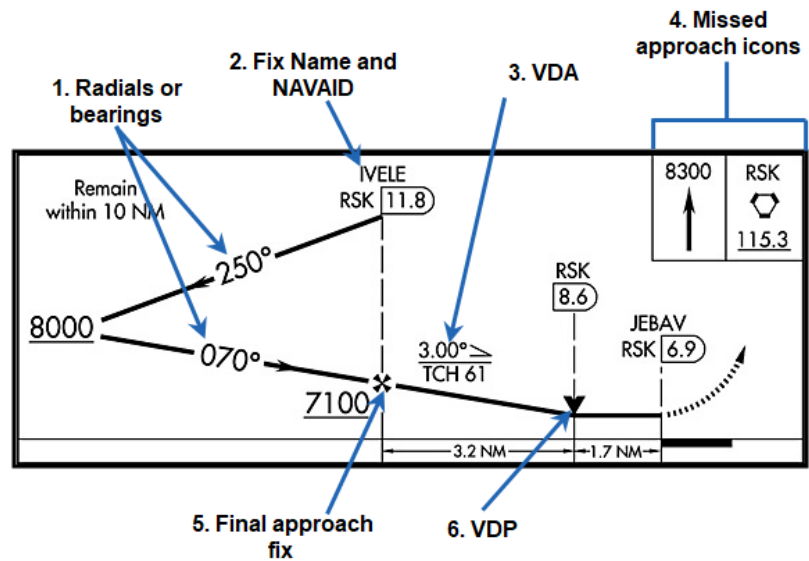 4. Missed
approach icons
2. Fix Name and
NAVAID
3. VDA
1. Radials or
bearings
Remain
within 10 NM
IVELE
RSK 11.8
8300
RSK
115.3
250°
RSK
8.6
8000
JEBAV
RSK 6.9
070°
3.00°
TCH 61
7100
3.2 NM
1.7 NM
5. Final approach
fix
6. VDP